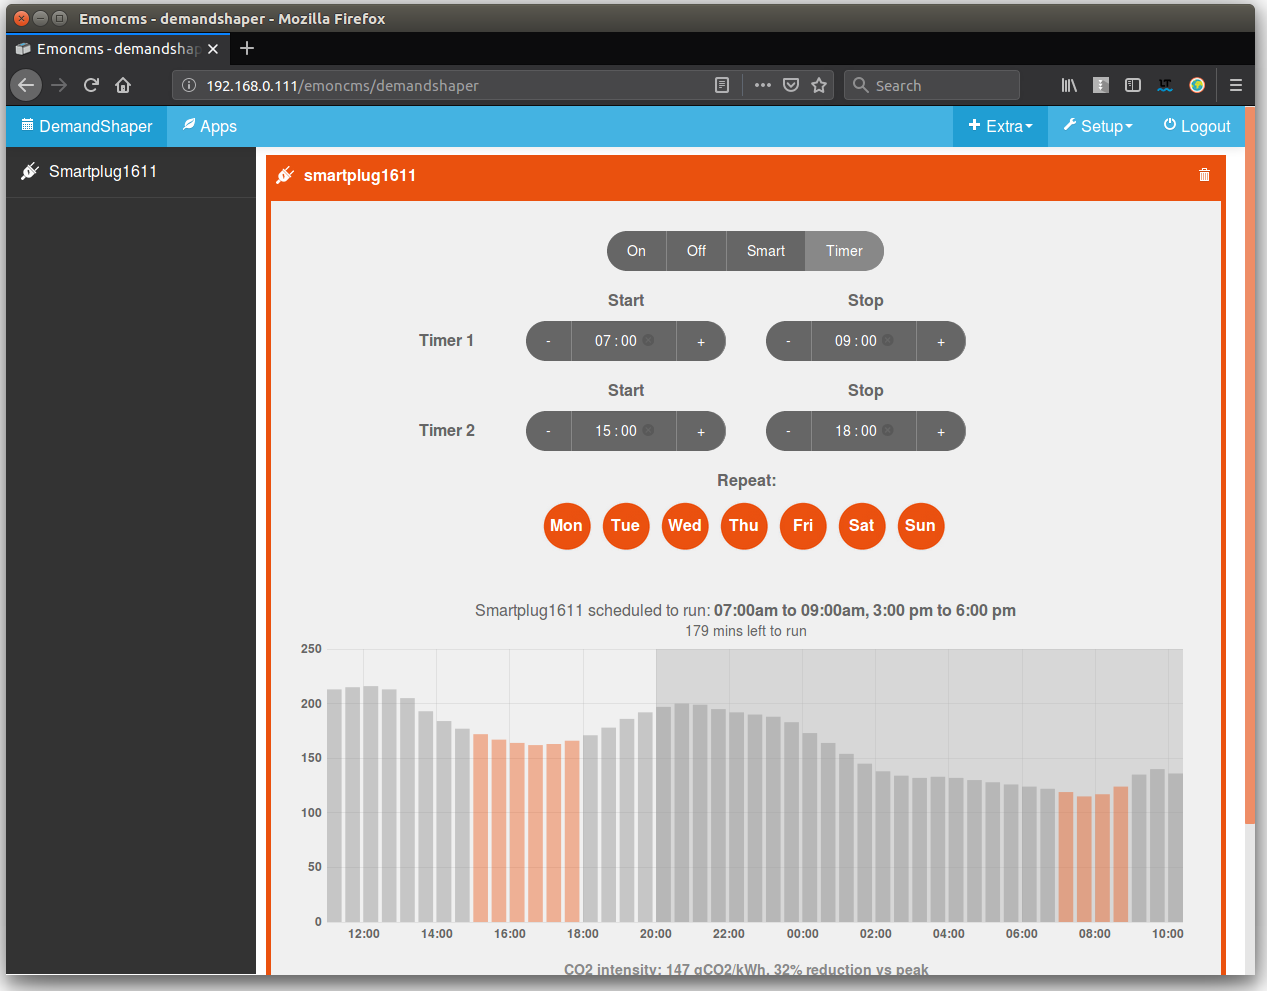 Emoncms - demandshaper - Mozilla Firefox
Emoncms - demandshap
192.168.0.111/emoncms/demandshaper
Search
DemandShaper
Apps
Extra
Setup
Logout
Smartplug1611
smartplug1611
On
Off
Smart
Timer
Start
Stop
Timer 1
- 07 : 00 +
- 09 : 00 +
Start
Stop
Timer 2
- 15 : 00 +
- 18 : 00 +
Repeat:
Mon Tue Wed Thu Fri Sat Sun
Smartplug1611 scheduled to run: 07:00am to 09:00am, 3:00 pm to 6:00 pm
179 mins left to run
250
200
150
100
50
0
12:00 14:00 16:00 18:00 20:00 22:00 00:00 02:00 04:00 06:00 08:00 10:00
CO2 intensity: 147 gCO2/kWh, 32% reduction vs peak